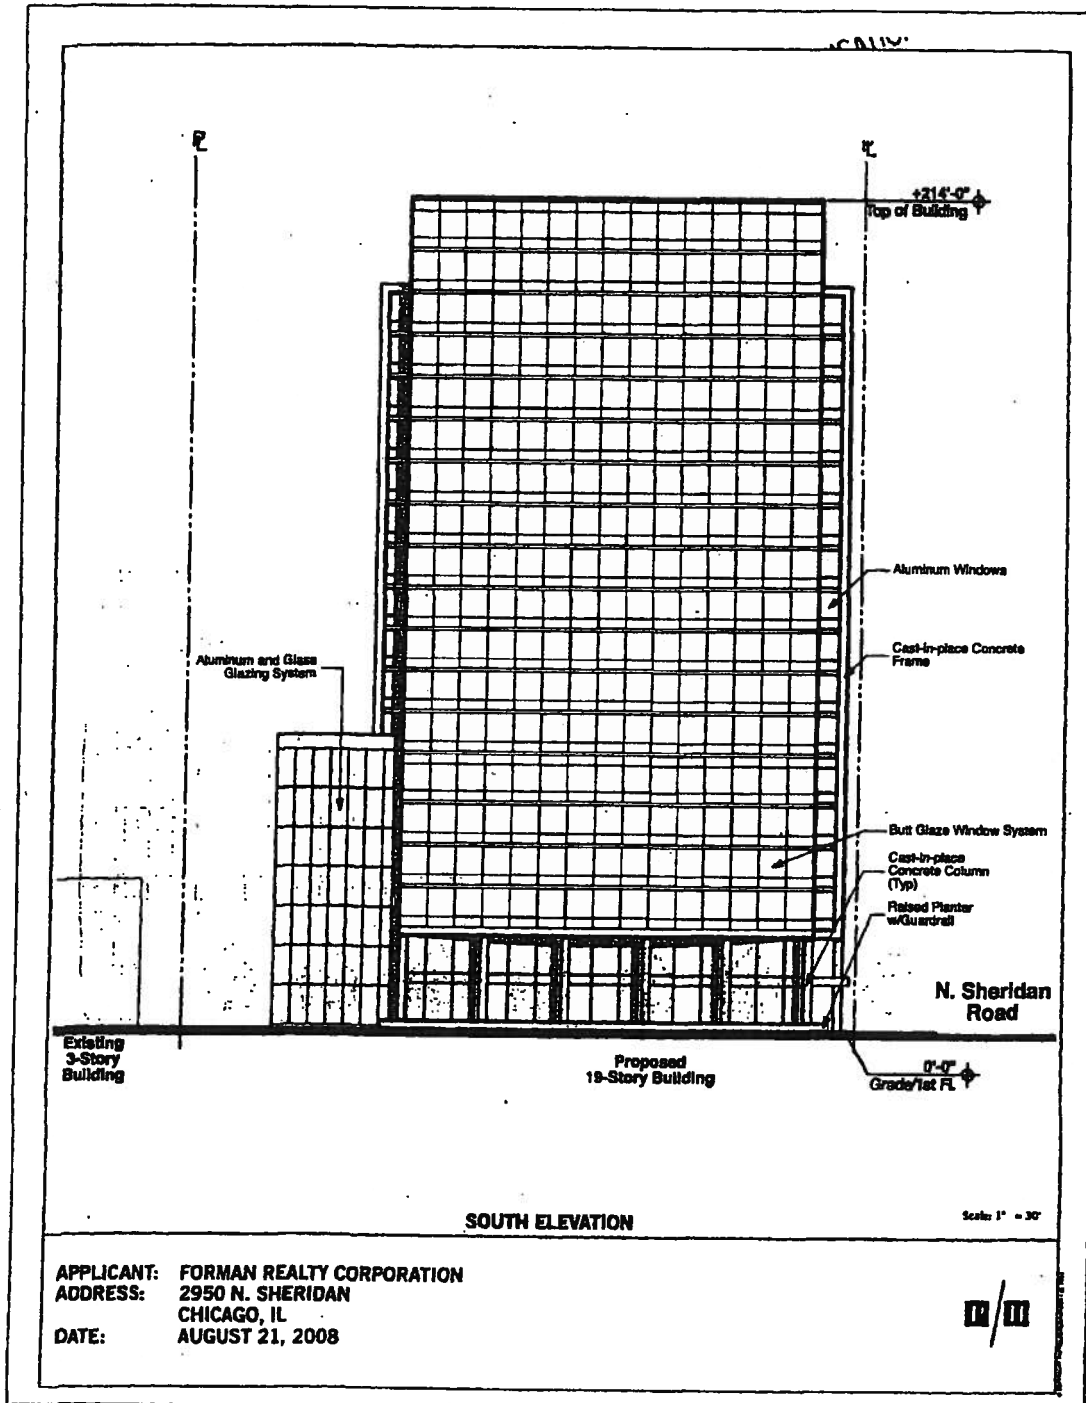 +214'-0"
Top of Building
Aluminum Windows
Cast-in-place Concrete
Frame
Aluminum and Glass
Glazing System
Butt Glaze Window System
Cast-in-place
Concrete Column
(Typ)
Raised Planter
w/Guardrail
N. Sheridan
Road
Existing
3-Story
Building
Proposed
19-Story Building
0'-0"
Grade/1st Fl.
SOUTH ELEVATION
Scale: 1" = 30'
APPLICANT: FORMAN REALTY CORPORATION
ADDRESS: 2950 N. SHERIDAN
CHICAGO, IL
DATE: AUGUST 21, 2008